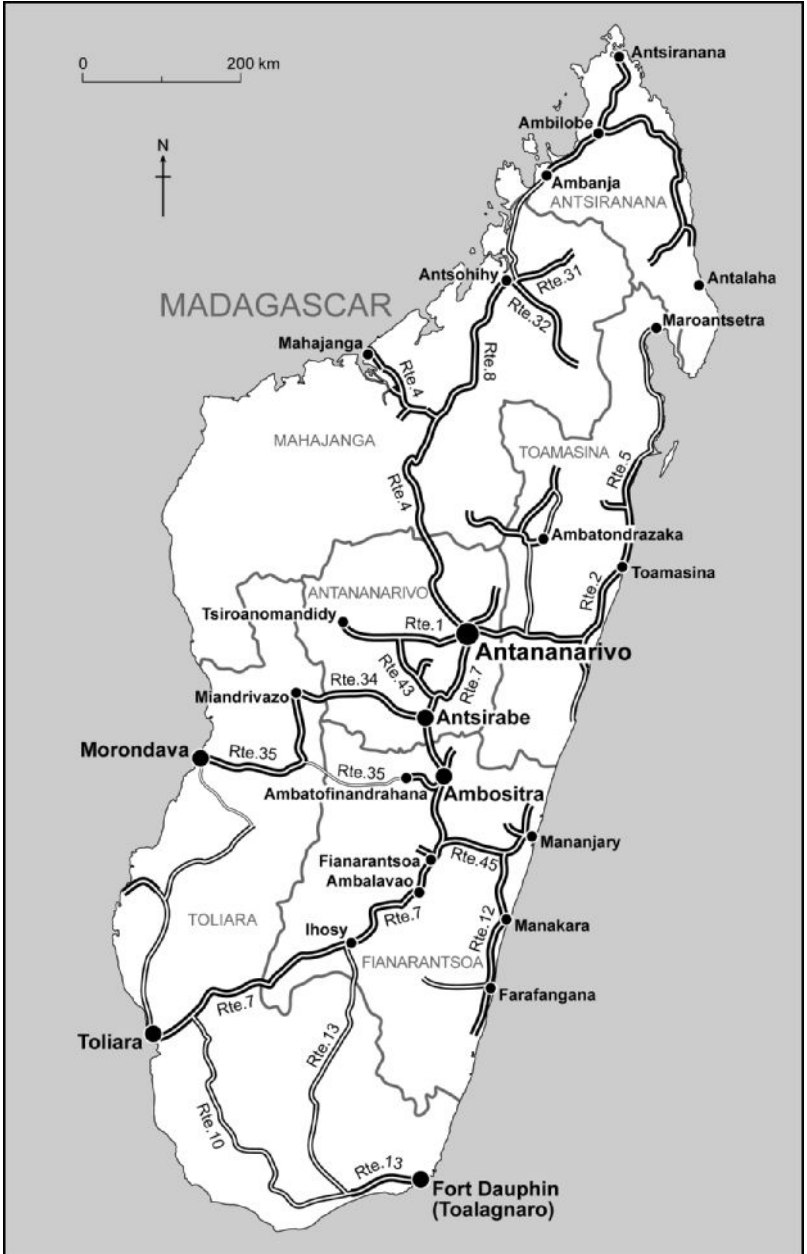 Antsiranana
0 200 km
Ambilobe
N
Ambanja
ANTSIRANANA
Antsohihy
Rte.31
Antalaha
MADAGASCAR
Rte.32
Maroantsetra
Mahajanga
Rte.8
Rte.4
MAHAJANGA
TOAMASINA
Rte.5
Rte.4
Ambatondrazaka
Toamasina
Rte.2
ANTANANARIVO
Tsiroanomandidy
Rte.1
Antananarivo
Rte.43
Rte.7
Rte.34
Miandrivazo
Antsirabe
Morondava
Rte.35
Rte.35
Ambatofinandrahana
Ambositra
Mananjary
Fianarantsoa
Rte.45
Ambalavao
TOLIARA
Rte.7
Rte.12
Manakara
Ihosy
FIANARANTSOA
Farafangana
Rte.7
Toliara
Rte.13
Rte.10
Rte.13
Fort Dauphin
(Toalagnaro)